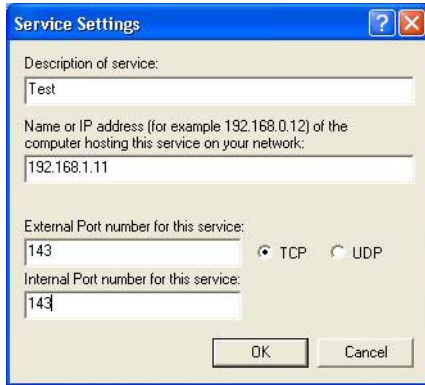 Service Settings
Description of service:
Test
Name or IP address (for example 192.168.0.12) of the
computer hosting this service on your network:
192.168.1.11
External Port number for this service:
143
TCP
UDP
Internal Port number for this service:
143
OK
Cancel